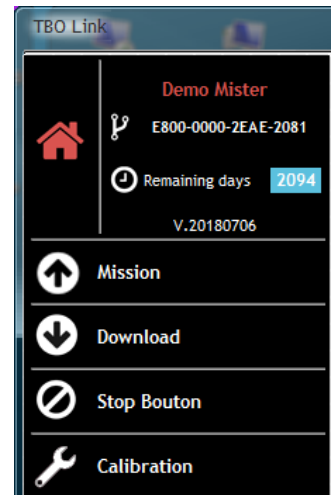 TBO Link
Demo Mister
E800-0000-2EAE-2081
Remaining days 2094
V.20180706
Mission
Download
Stop Bouton
Calibration